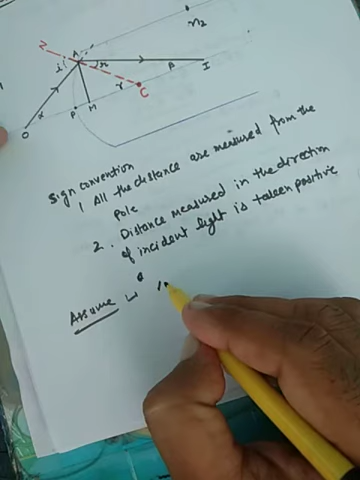 n2
N
A
i
r
α
γ
β
I
C
P
M
O
Sign convention
1 All the distance are measured from the
pole
2. Distance measured in the direction
of incident light is taken positive
Assume